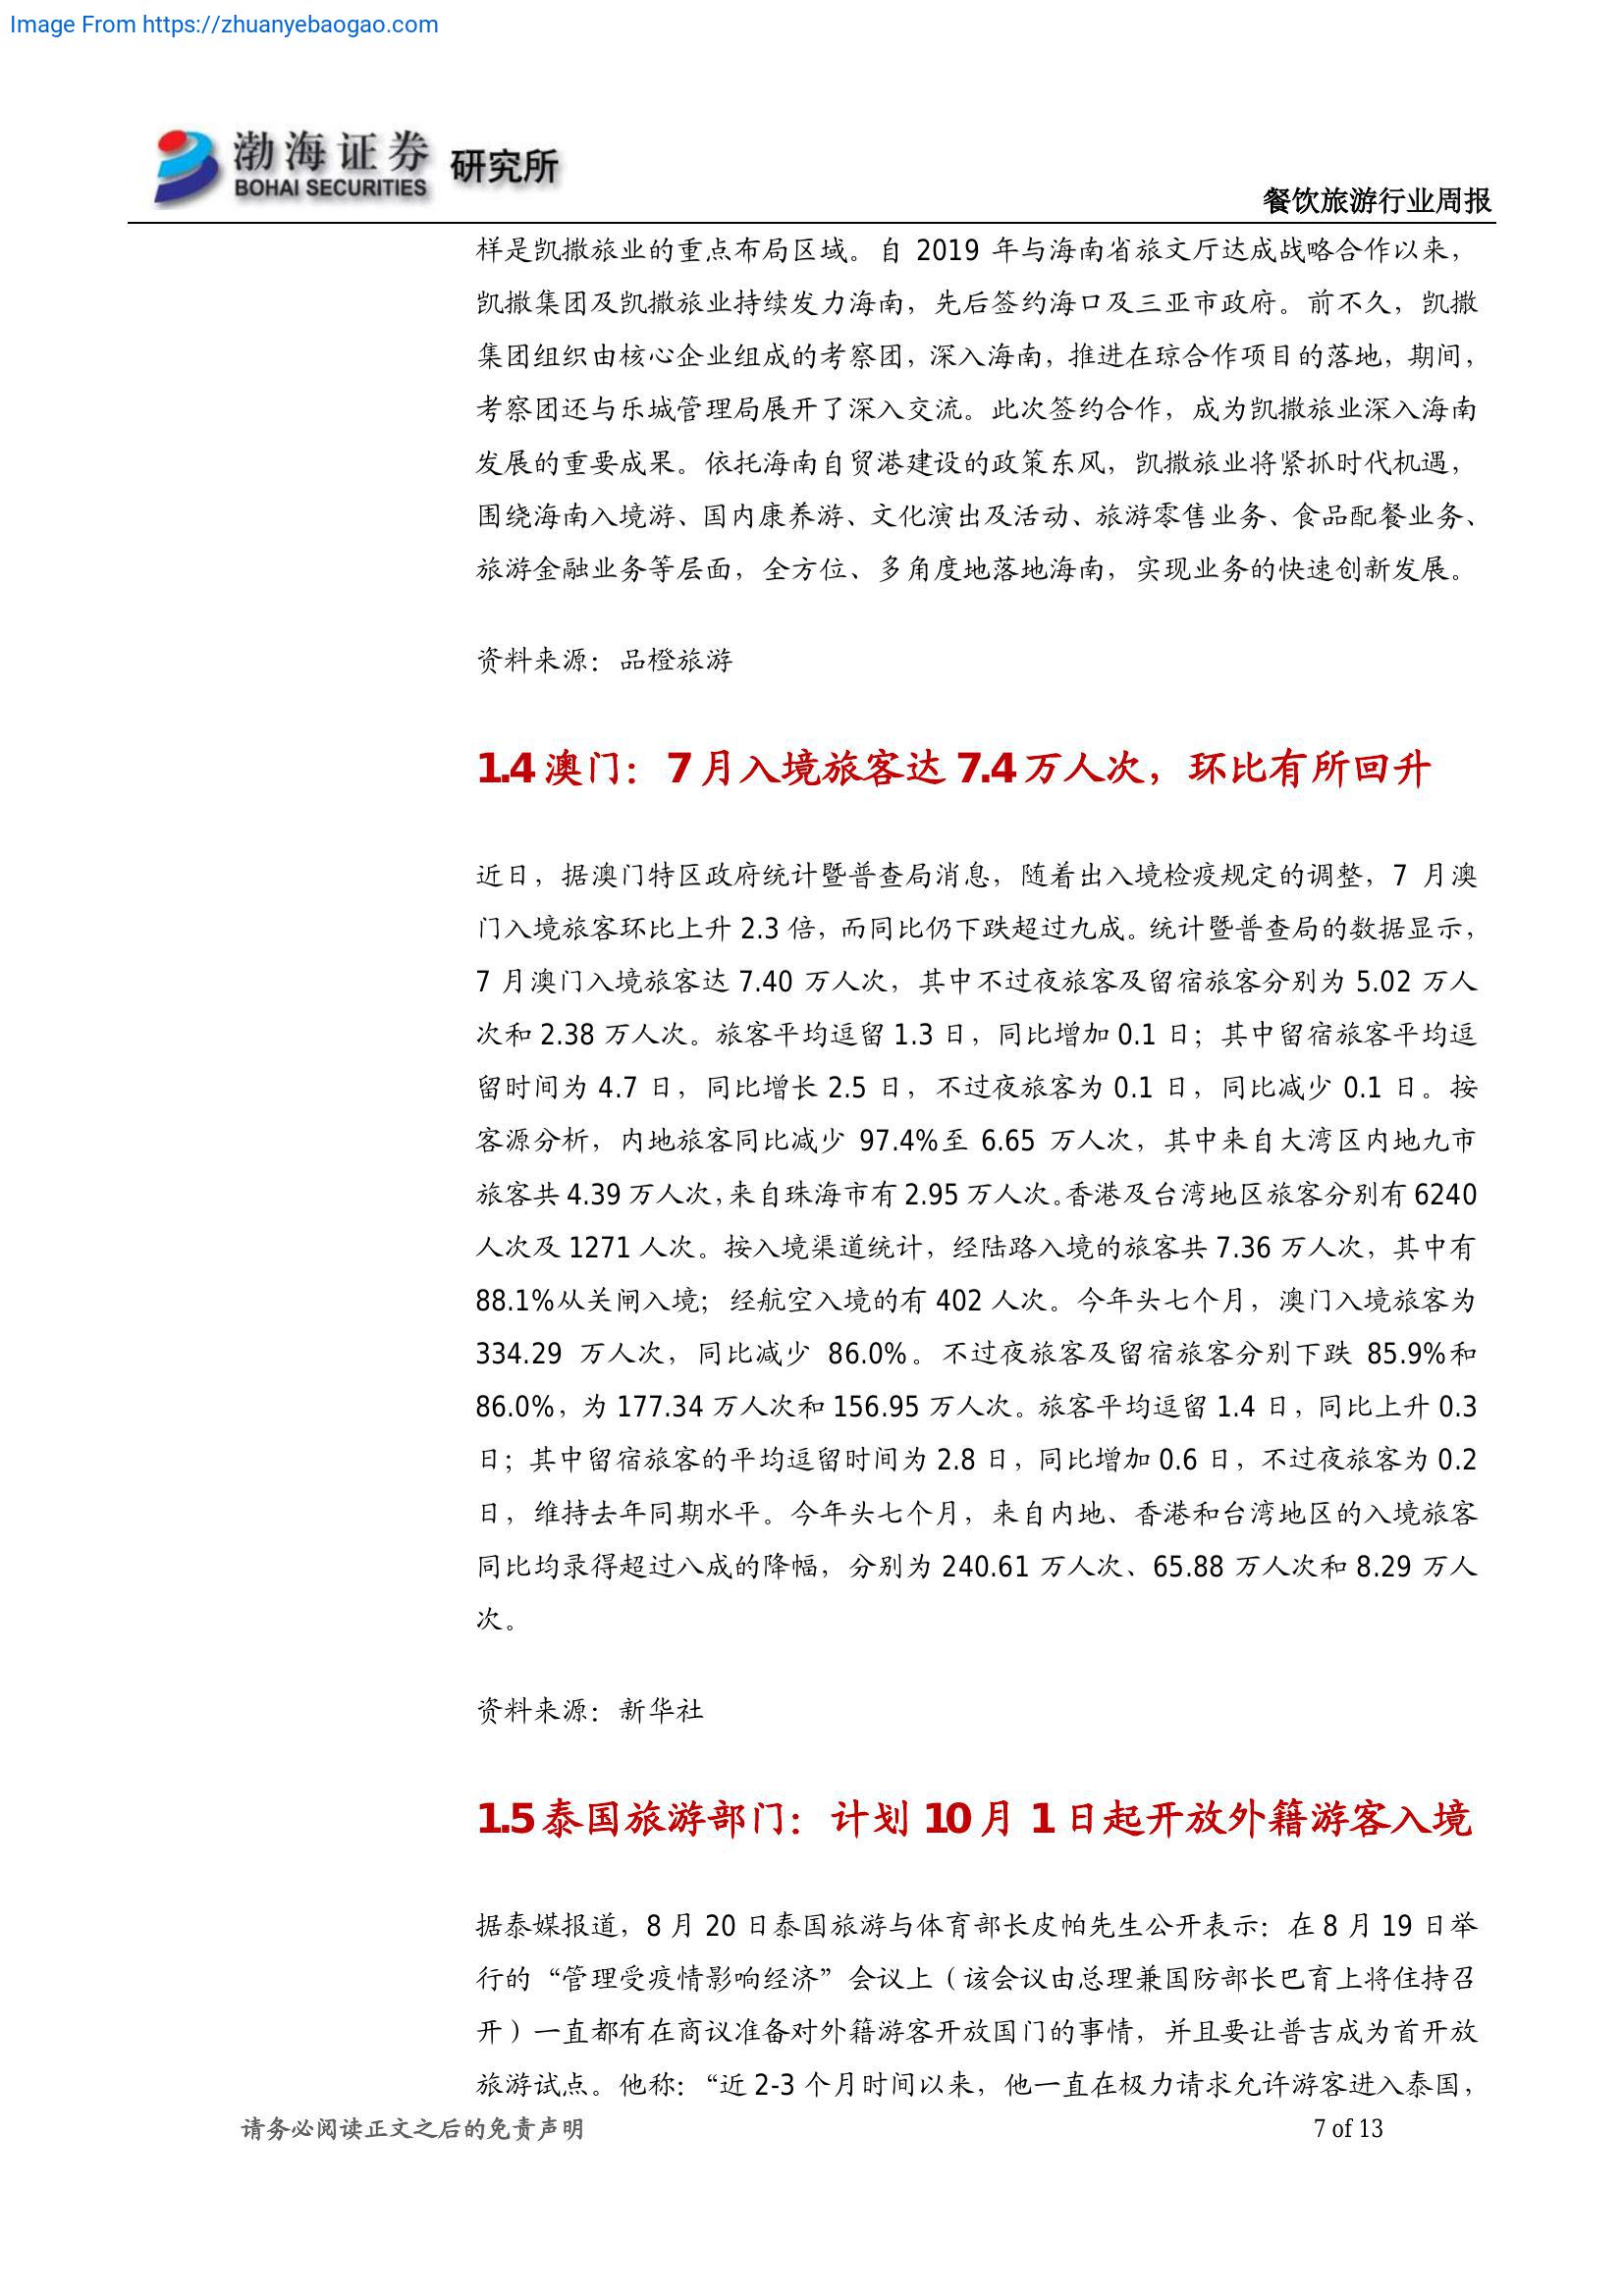 Image From https://zhuanyebaogao.com
渤海证券 研究所
BOHAI SECURITIES
餐饮旅游行业周报
样是凯撒旅业的重点布局区域。自 2019 年与海南省旅文厅达成战略合作以来，
凯撒集团及凯撒旅业持续发力海南，先后签约海口及三亚市政府。前不久，凯撒
集团组织由核心企业组成的考察团，深入海南，推进在琼合作项目的落地，期间，
考察团还与乐城管理局展开了深入交流。此次签约合作，成为凯撒旅业深入海南
发展的重要成果。依托海南自贸港建设的政策东风，凯撒旅业将紧抓时代机遇，
围绕海南入境游、国内康养游、文化演出及活动、旅游零售业务、食品配餐业务、
旅游金融业务等层面，全方位、多角度地落地海南，实现业务的快速创新发展。
资料来源：品橙旅游
1.4 澳门：7 月入境旅客达 7.4 万人次，环比有所回升
近日，据澳门特区政府统计暨普查局消息，随着出入境检疫规定的调整，7 月澳
门入境旅客环比上升 2.3 倍，而同比仍下跌超过九成。统计暨普查局的数据显示，
7 月澳门入境旅客达 7.40 万人次，其中不过夜旅客及留宿旅客分别为 5.02 万人
次和 2.38 万人次。旅客平均逗留 1.3 日，同比增加 0.1 日；其中留宿旅客平均逗
留时间为 4.7 日，同比增长 2.5 日，不过夜旅客为 0.1 日，同比减少 0.1 日。按
客源分析，内地旅客同比减少 97.4%至 6.65 万人次，其中来自大湾区内地九市
旅客共 4.39 万人次，来自珠海市有 2.95 万人次。香港及台湾地区旅客分别有 6240
人次及 1271 人次。按入境渠道统计，经陆路入境的旅客共 7.36 万人次，其中有
88.1%从关闸入境；经航空入境的有 402 人次。今年头七个月，澳门入境旅客为
334.29 万人次，同比减少 86.0%。不过夜旅客及留宿旅客分别下跌 85.9%和
86.0%，为 177.34 万人次和 156.95 万人次。旅客平均逗留 1.4 日，同比上升 0.3
日；其中留宿旅客的平均逗留时间为 2.8 日，同比增加 0.6 日，不过夜旅客为 0.2
日，维持去年同期水平。今年头七个月，来自内地、香港和台湾地区的入境旅客
同比均录得超过八成的降幅，分别为 240.61 万人次、65.88 万人次和 8.29 万人
次。
资料来源：新华社
1.5 泰国旅游部门：计划 10 月 1 日起开放外籍游客入境
据泰媒报道，8 月 20 日泰国旅游与体育部长皮帕先生公开表示：在 8 月 19 日举
行的“管理受疫情影响经济”会议上（该会议由总理兼国防部长巴育上将住持召
开）一直都有在商议准备对外籍游客开放国门的事情，并且要让普吉成为首开放
旅游试点。他称：“近 2-3 个月时间以来，他一直在极力请求允许游客进入泰国，
请务必阅读正文之后的免责声明
7 of 13